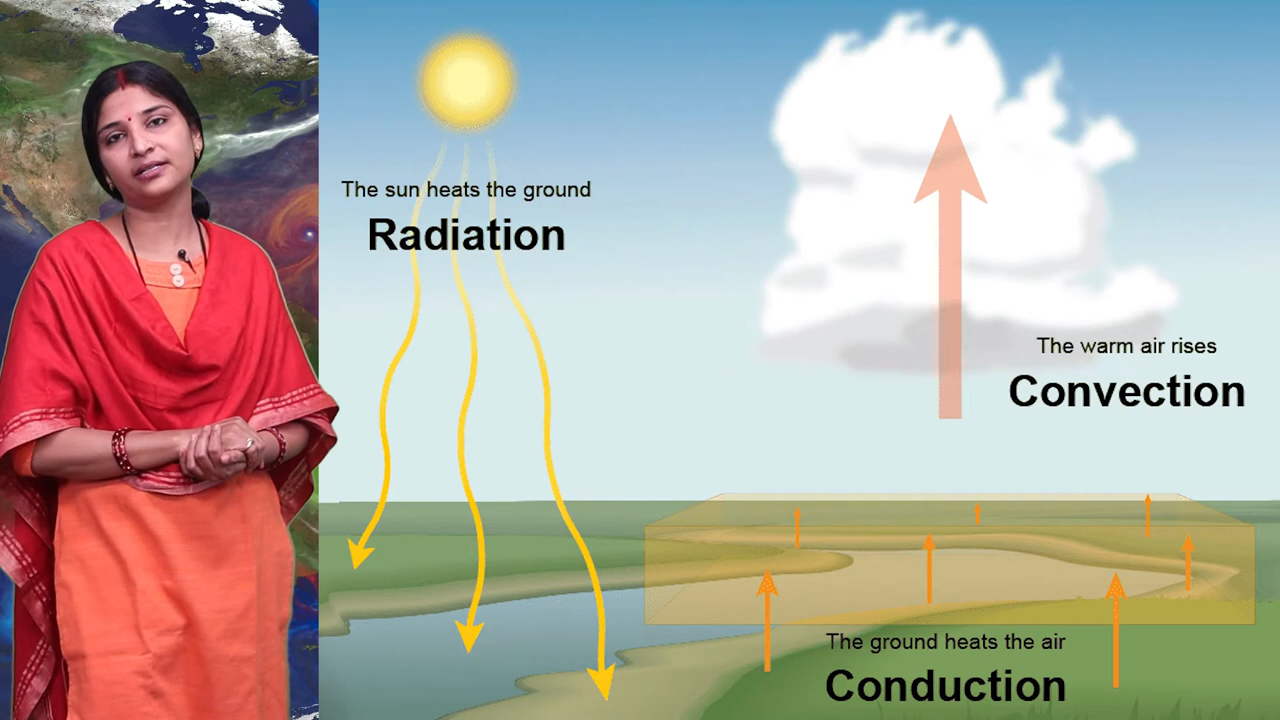 The sun heats the ground
Radiation
The warm air rises
Convection
The ground heats the air
Conduction